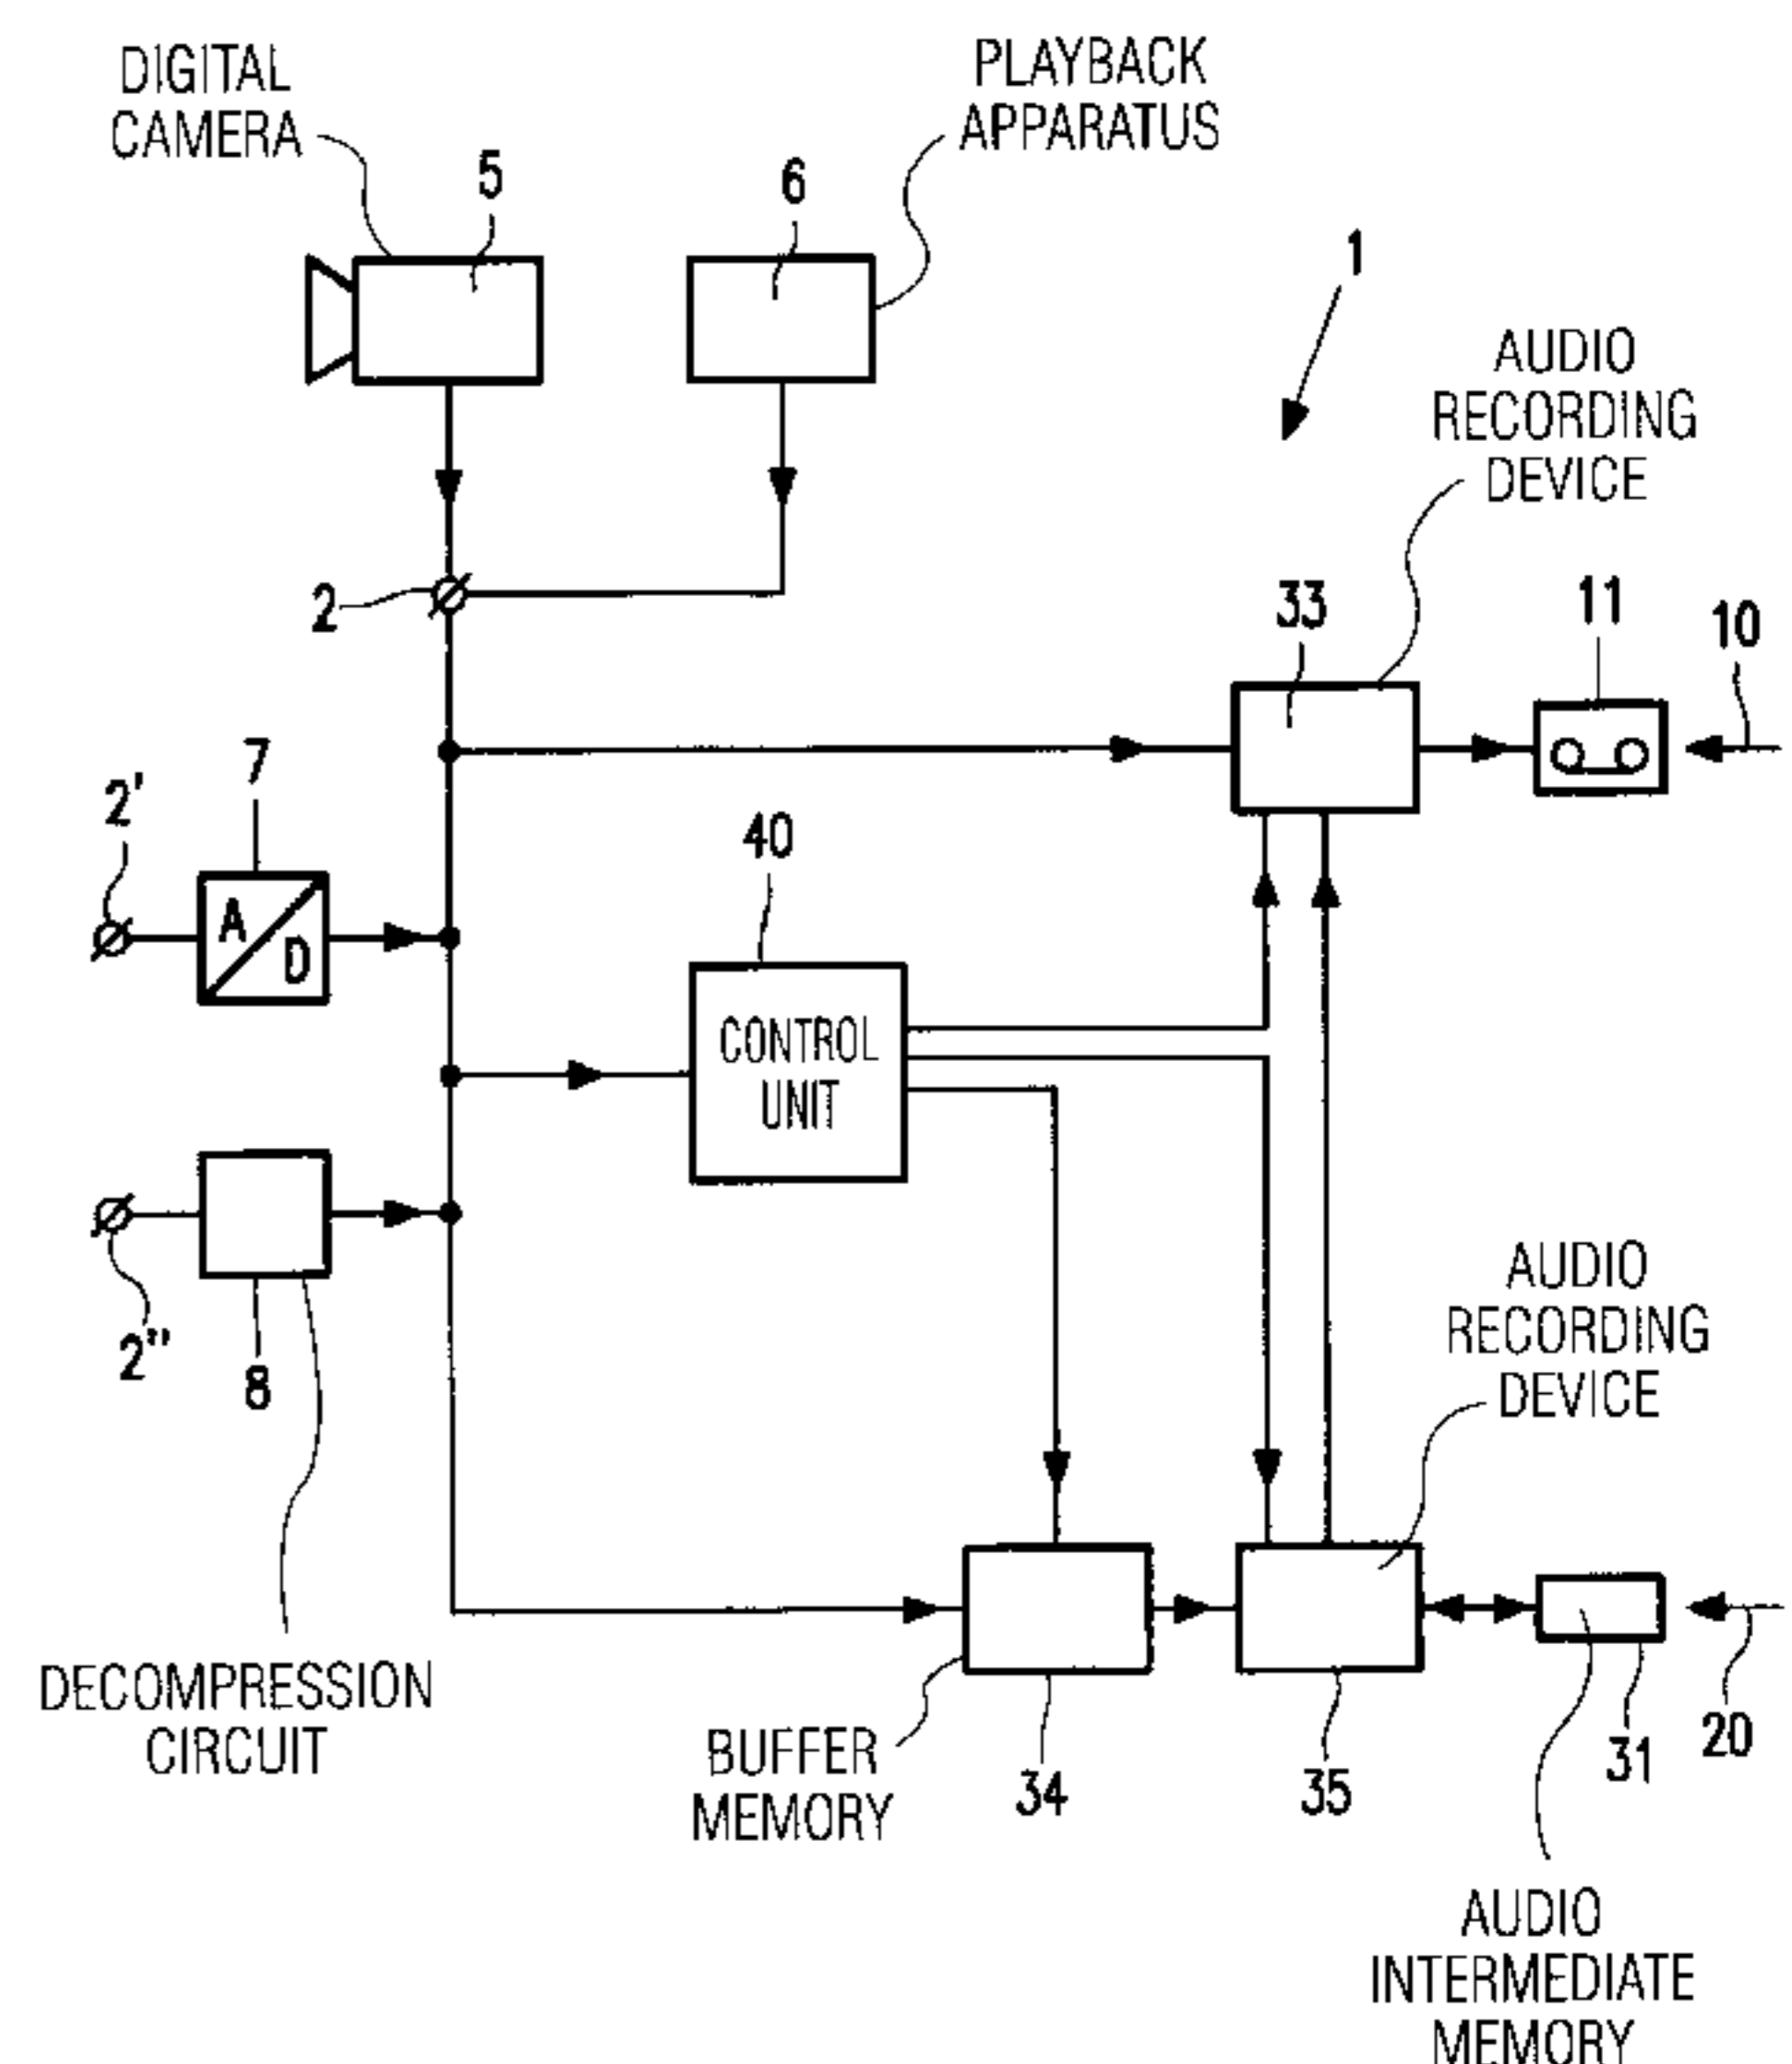 DIGITAL
CAMERA
PLAYBACK
APPARATUS
5
6
1
AUDIO
RECORDING
DEVICE
2
33
11
10
7
2'
40
A
D
CONTROL
UNIT
2"
8
AUDIO
RECORDING
DEVICE
DECOMPRESSION
CIRCUIT
BUFFER
MEMORY
34
35
31
20
AUDIO
INTERMEDIATE
MEMORY